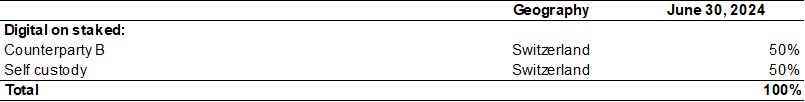 Geography June 30, 2024
Digital on staked:
Counterparty B Switzerland 50%
Self custody Switzerland 50%
Total 100%